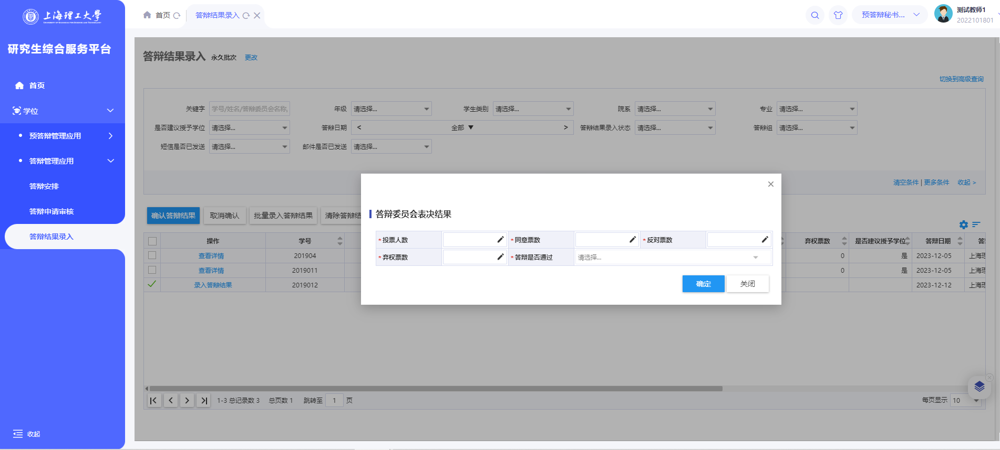 上海理工大学
UNIVERSITY OF SHANGHAI FOR SCIENCE AND TECHNOLOGY
研究生综合服务平台
首页
学位
预答辩管理应用
答辩管理应用
答辩安排
答辩申请审核
答辩结果录入
收起
首页 答辩结果录入
预答辩秘书...
测试教师1
2022101801
答辩结果录入 永久批次 更改
切换到高级查询
关键字 学号/姓名/答辩委员会名称, 年级 请选择... 学生类别 请选择... 院系 请选择... 专业 请选择...
是否建议授予学位 请选择... 答辩日期 < 全部 ▼ > 答辩结果录入状态 请选择... 答辩组 请选择...
短信是否已发送 请选择... 邮件是否已发送 请选择...
清空条件 | 更多条件 收起 >
确认答辩结果 取消确认 批量录入答辩结果 清除答辩结
操作 学号 弃权票数 是否建议授予学位 答辩日期 答
查看详情 201904 0 是 2023-12-05 上海理
查看详情 2019011 0 是 2023-12-05 上海理
录入答辩结果 2019012 2023-12-12 上海理
答辩委员会表决结果
*投票人数 *同意票数 *反对票数
*弃权票数 *答辩是否通过 请选择...
确定 关闭
1-3 总记录数 3 总页数 1 跳转至 1 页
每页显示 10